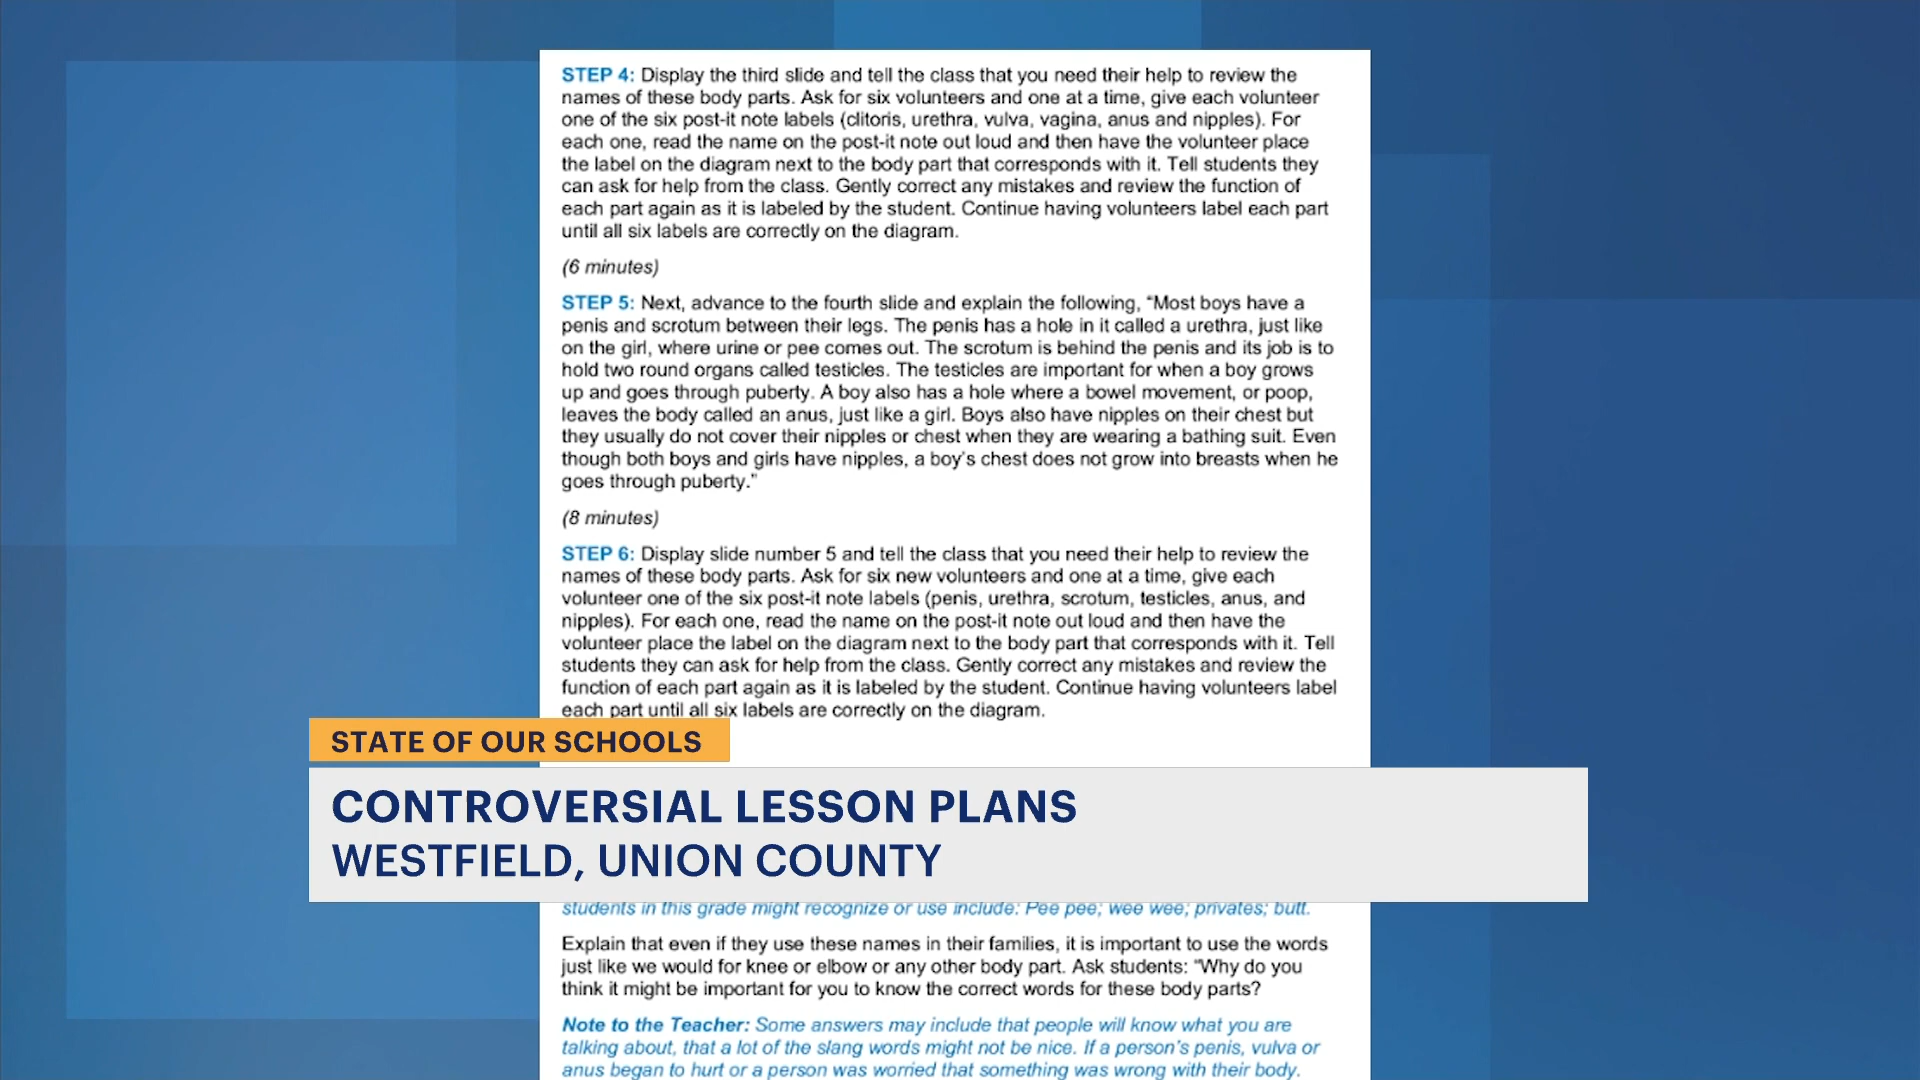 STEP 4: Display the third slide and tell the class that you need their help to review the
names of these body parts. Ask for six volunteers and one at a time, give each volunteer
one of the six post-it note labels (clitoris, urethra, vulva, vagina, anus and nipples). For
each one, read the name on the post-it note out loud and then have the volunteer place
the label on the diagram next to the body part that corresponds with it. Tell students they
can ask for help from the class. Gently correct any mistakes and review the function of
each part again as it is labeled by the student. Continue having volunteers label each part
until all six labels are correctly on the diagram.
(6 minutes)
STEP 5: Next, advance to the fourth slide and explain the following, “Most boys have a
penis and scrotum between their legs. The penis has a hole in it called a urethra, just like
on the girl, where urine or pee comes out. The scrotum is behind the penis and its job is to
hold two round organs called testicles. The testicles are important for when a boy grows
up and goes through puberty. A boy also has a hole where a bowel movement, or poop,
leaves the body called an anus, just like a girl. Boys also have nipples on their chest but
they usually do not cover their nipples or chest when they are wearing a bathing suit. Even
though both boys and girls have nipples, a boy’s chest does not grow into breasts when he
goes through puberty.”
(8 minutes)
STEP 6: Display slide number 5 and tell the class that you need their help to review the
names of these body parts. Ask for six new volunteers and one at a time, give each
volunteer one of the six post-it note labels (penis, urethra, scrotum, testicles, anus, and
nipples). For each one, read the name on the post-it note out loud and then have the
volunteer place the label on the diagram next to the body part that corresponds with it. Tell
students they can ask for help from the class. Gently correct any mistakes and review the
function of each part again as it is labeled by the student. Continue having volunteers label
each part until all six labels are correctly on the diagram.
STATE OF OUR SCHOOLS
CONTROVERSIAL LESSON PLANS
WESTFIELD, UNION COUNTY
students in this grade might recognize or use include: Pee pee; wee wee; privates; butt.
Explain that even if they use these names in their families, it is important to use the words
just like we would for knee or elbow or any other body part. Ask students: “Why do you
think it might be important for you to know the correct words for these body parts?
Note to the Teacher: Some answers may include that people will know what you are
talking about, that a lot of the slang words might not be nice. If a person’s penis, vulva or
anus began to hurt or a person was worried that something was wrong with their body.